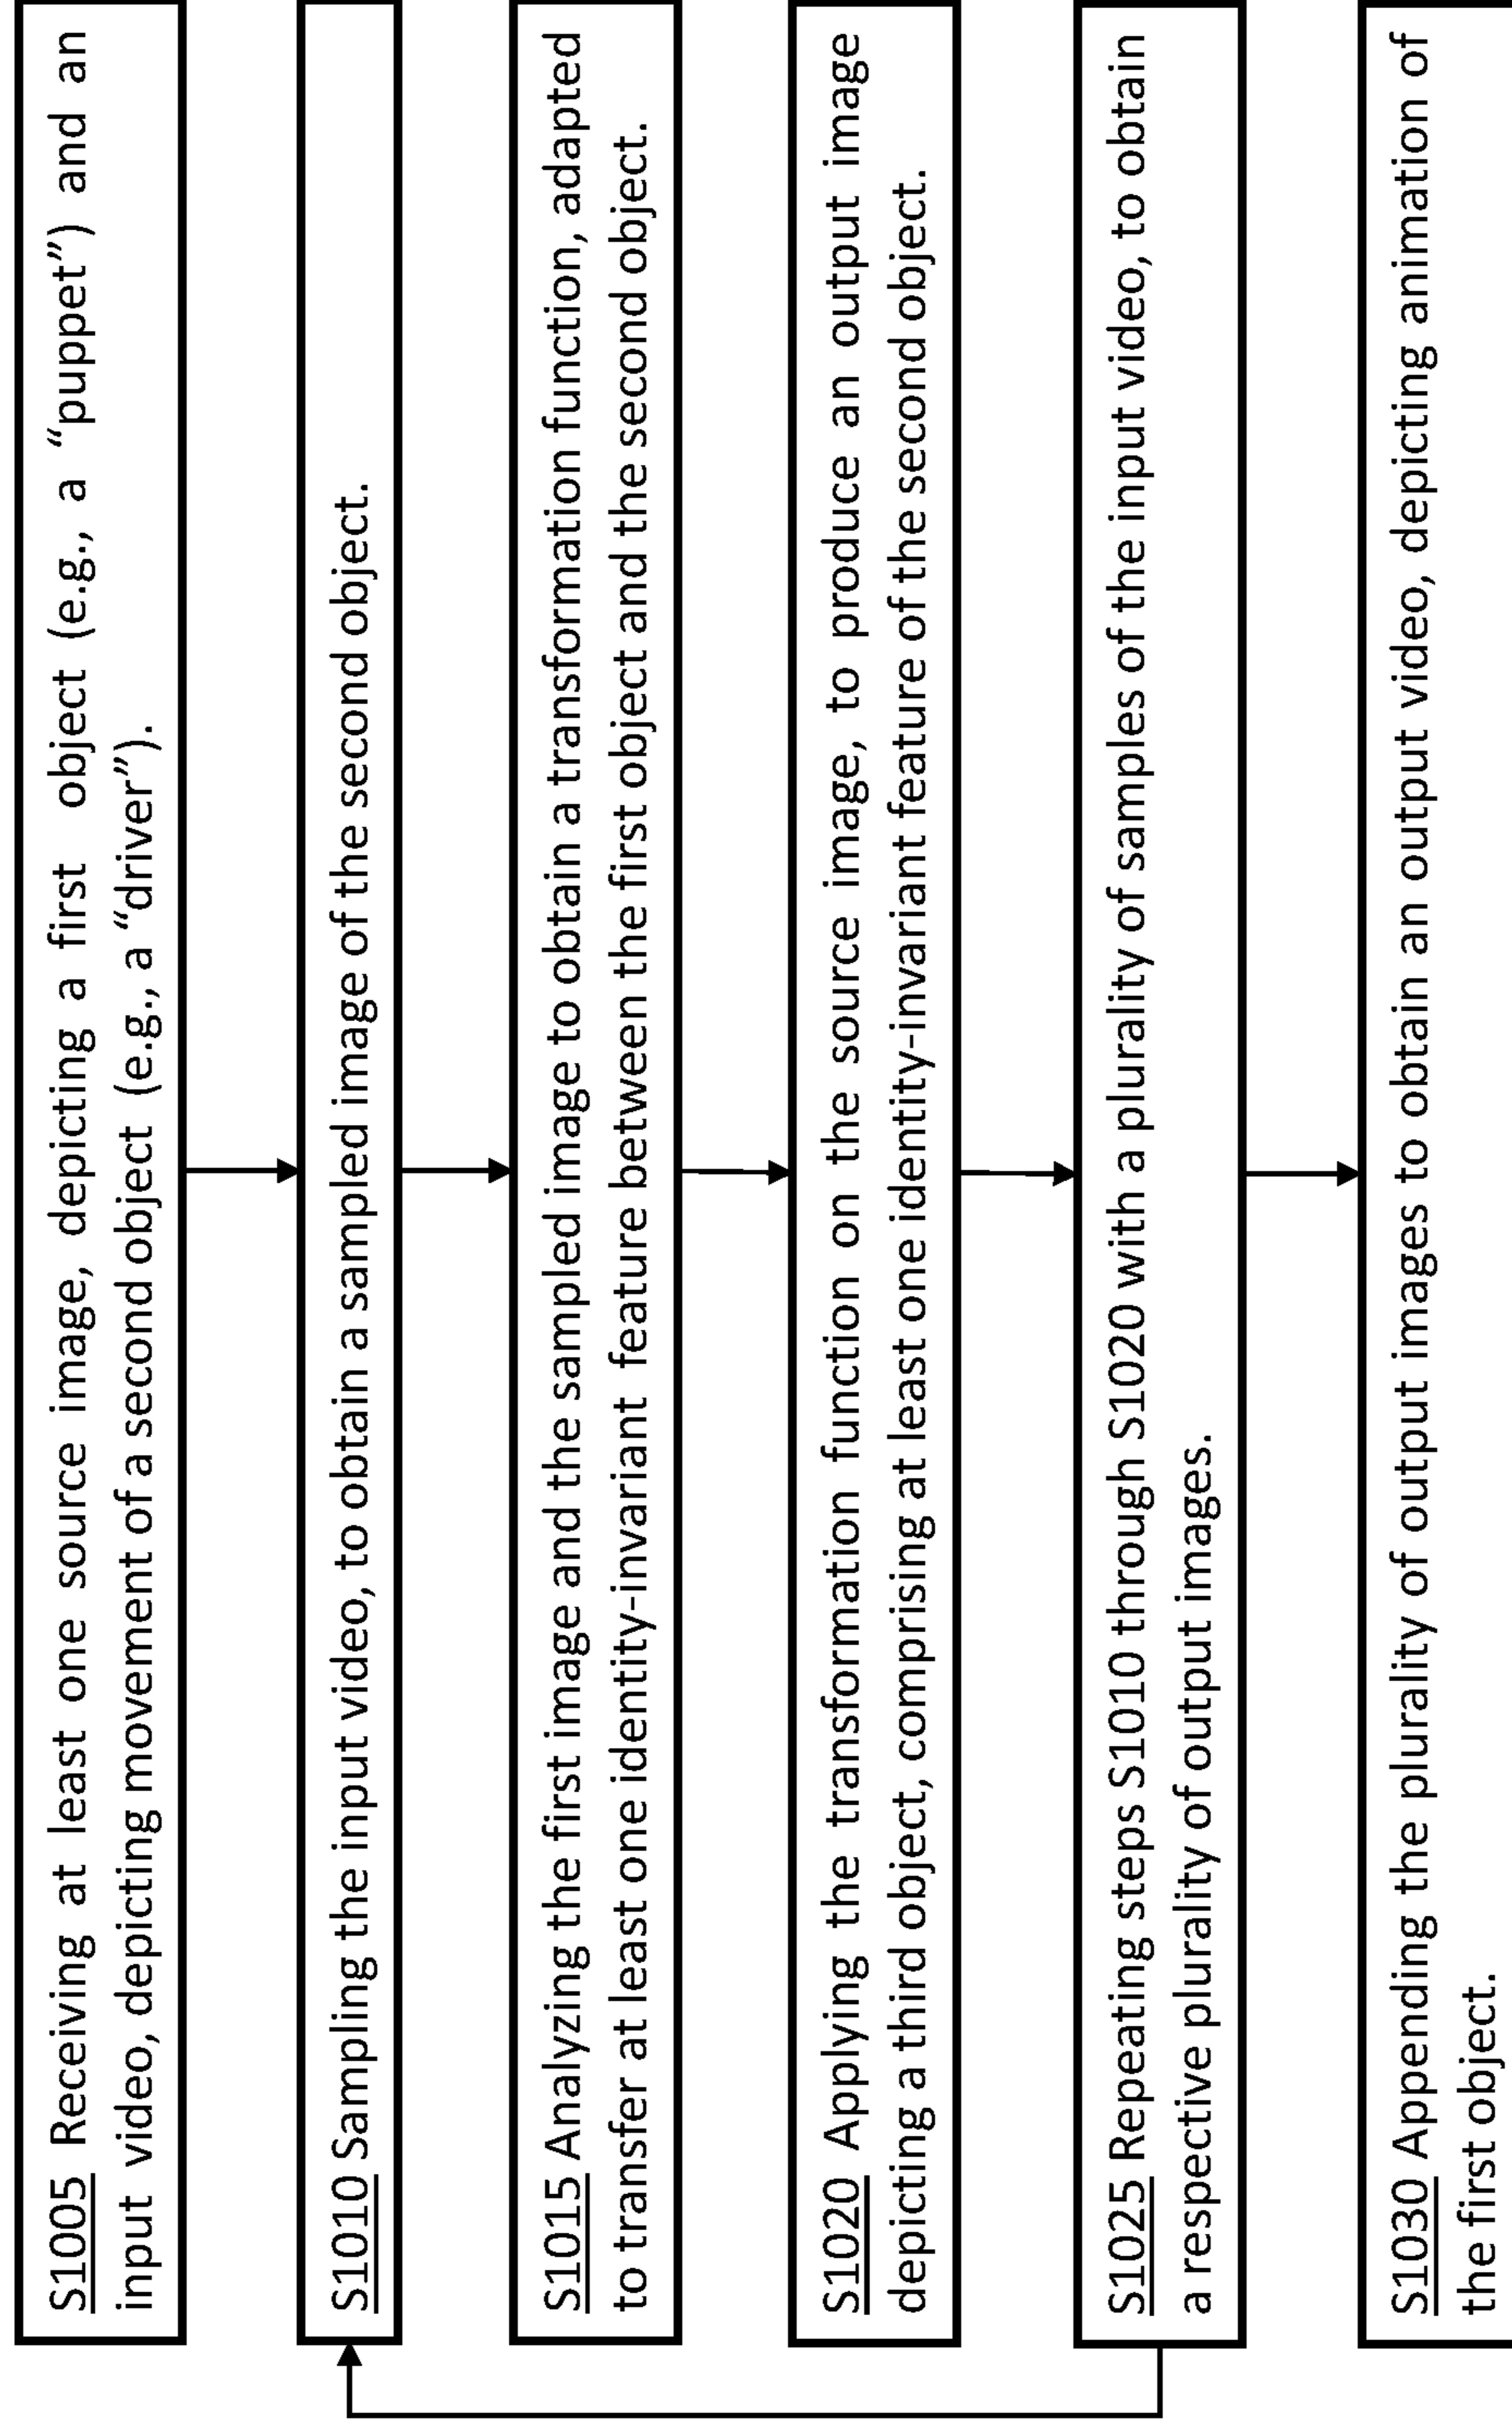 S1005 Receiving at least one source image, depicting a first object (e.g., a “puppet”) and an
input video, depicting movement of a second object (e.g., a “driver”).
S1010 Sampling the input video, to obtain a sampled image of the second object.
S1015 Analyzing the first image and the sampled image to obtain a transformation function, adapted
to transfer at least one identity-invariant feature between the first object and the second object.
S1020 Applying the transformation function on the source image, to produce an output image
depicting a third object, comprising at least one identity-invariant feature of the second object.
S1025 Repeating steps S1010 through S1020 with a plurality of samples of the input video, to obtain
a respective plurality of output images.
S1030 Appending the plurality of output images to obtain an output video, depicting animation of
the first object.